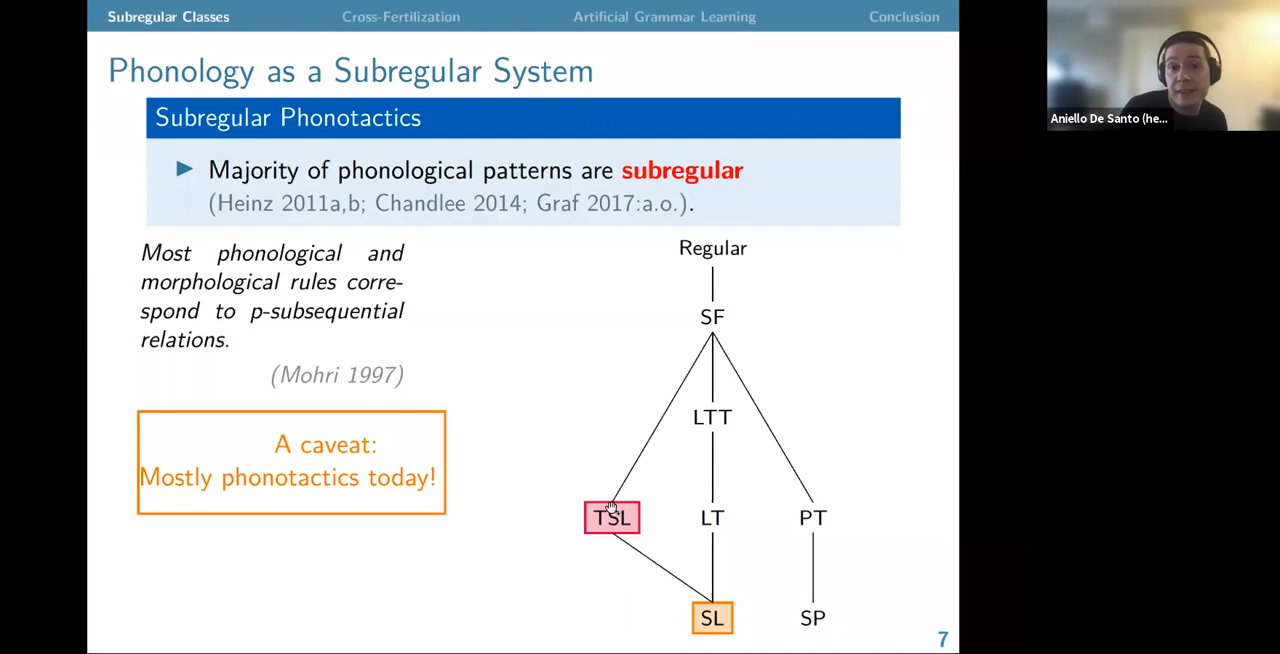 Subregular Classes Cross-Fertilization Artificial Grammar Learning Conclusion
Phonology as a Subregular System
Subregular Phonotactics
Majority of phonological patterns are subregular
(Heinz 2011a,b; Chandlee 2014; Graf 2017:a.o.).
Most phonological and
morphological rules corre-
spond to p-subsequential
relations.
(Mohri 1997)
A caveat:
Mostly phonotactics today!
Regular
SF
LTT
TSL LT PT
SL SP
7
Aniello De Santo (he...